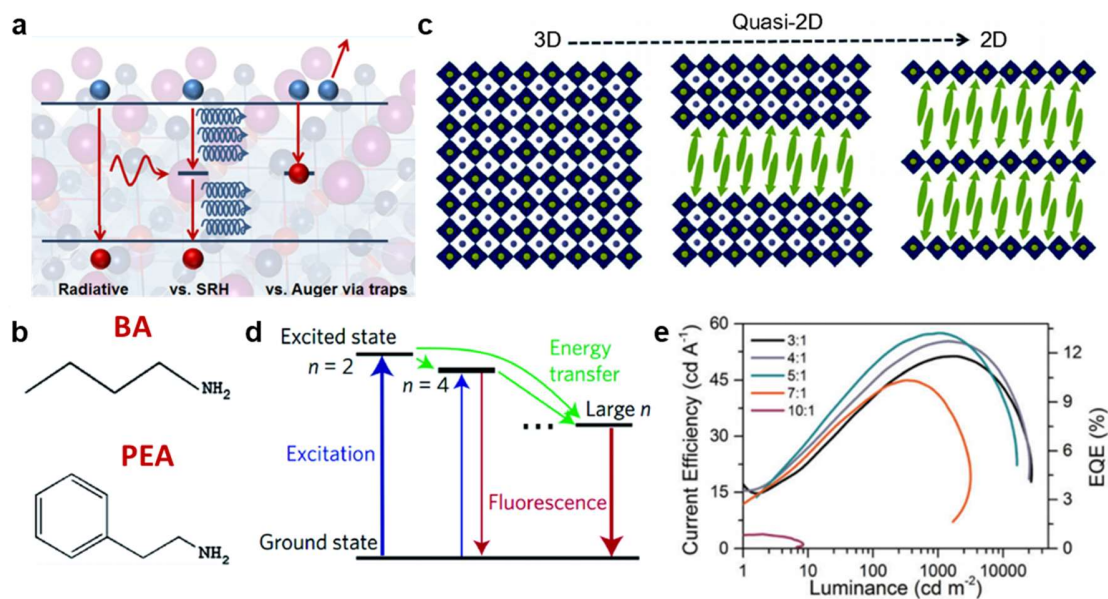 a
Radiative
vs. SRH
vs. Auger via traps
b
BA
NH₂
PEA
NH₂
c
Quasi-2D
3D
2D
d
Excited state
n = 2
n = 4
Energy
transfer
Large n
...
Excitation
Fluorescence
Ground state
e
Current Efficiency (cd A⁻¹)
60
45
30
15
0
3:1
4:1
5:1
7:1
10:1
12
9
6
3
0
EQE (%)
1
10
100
1000
10000
Luminance (cd m⁻²)